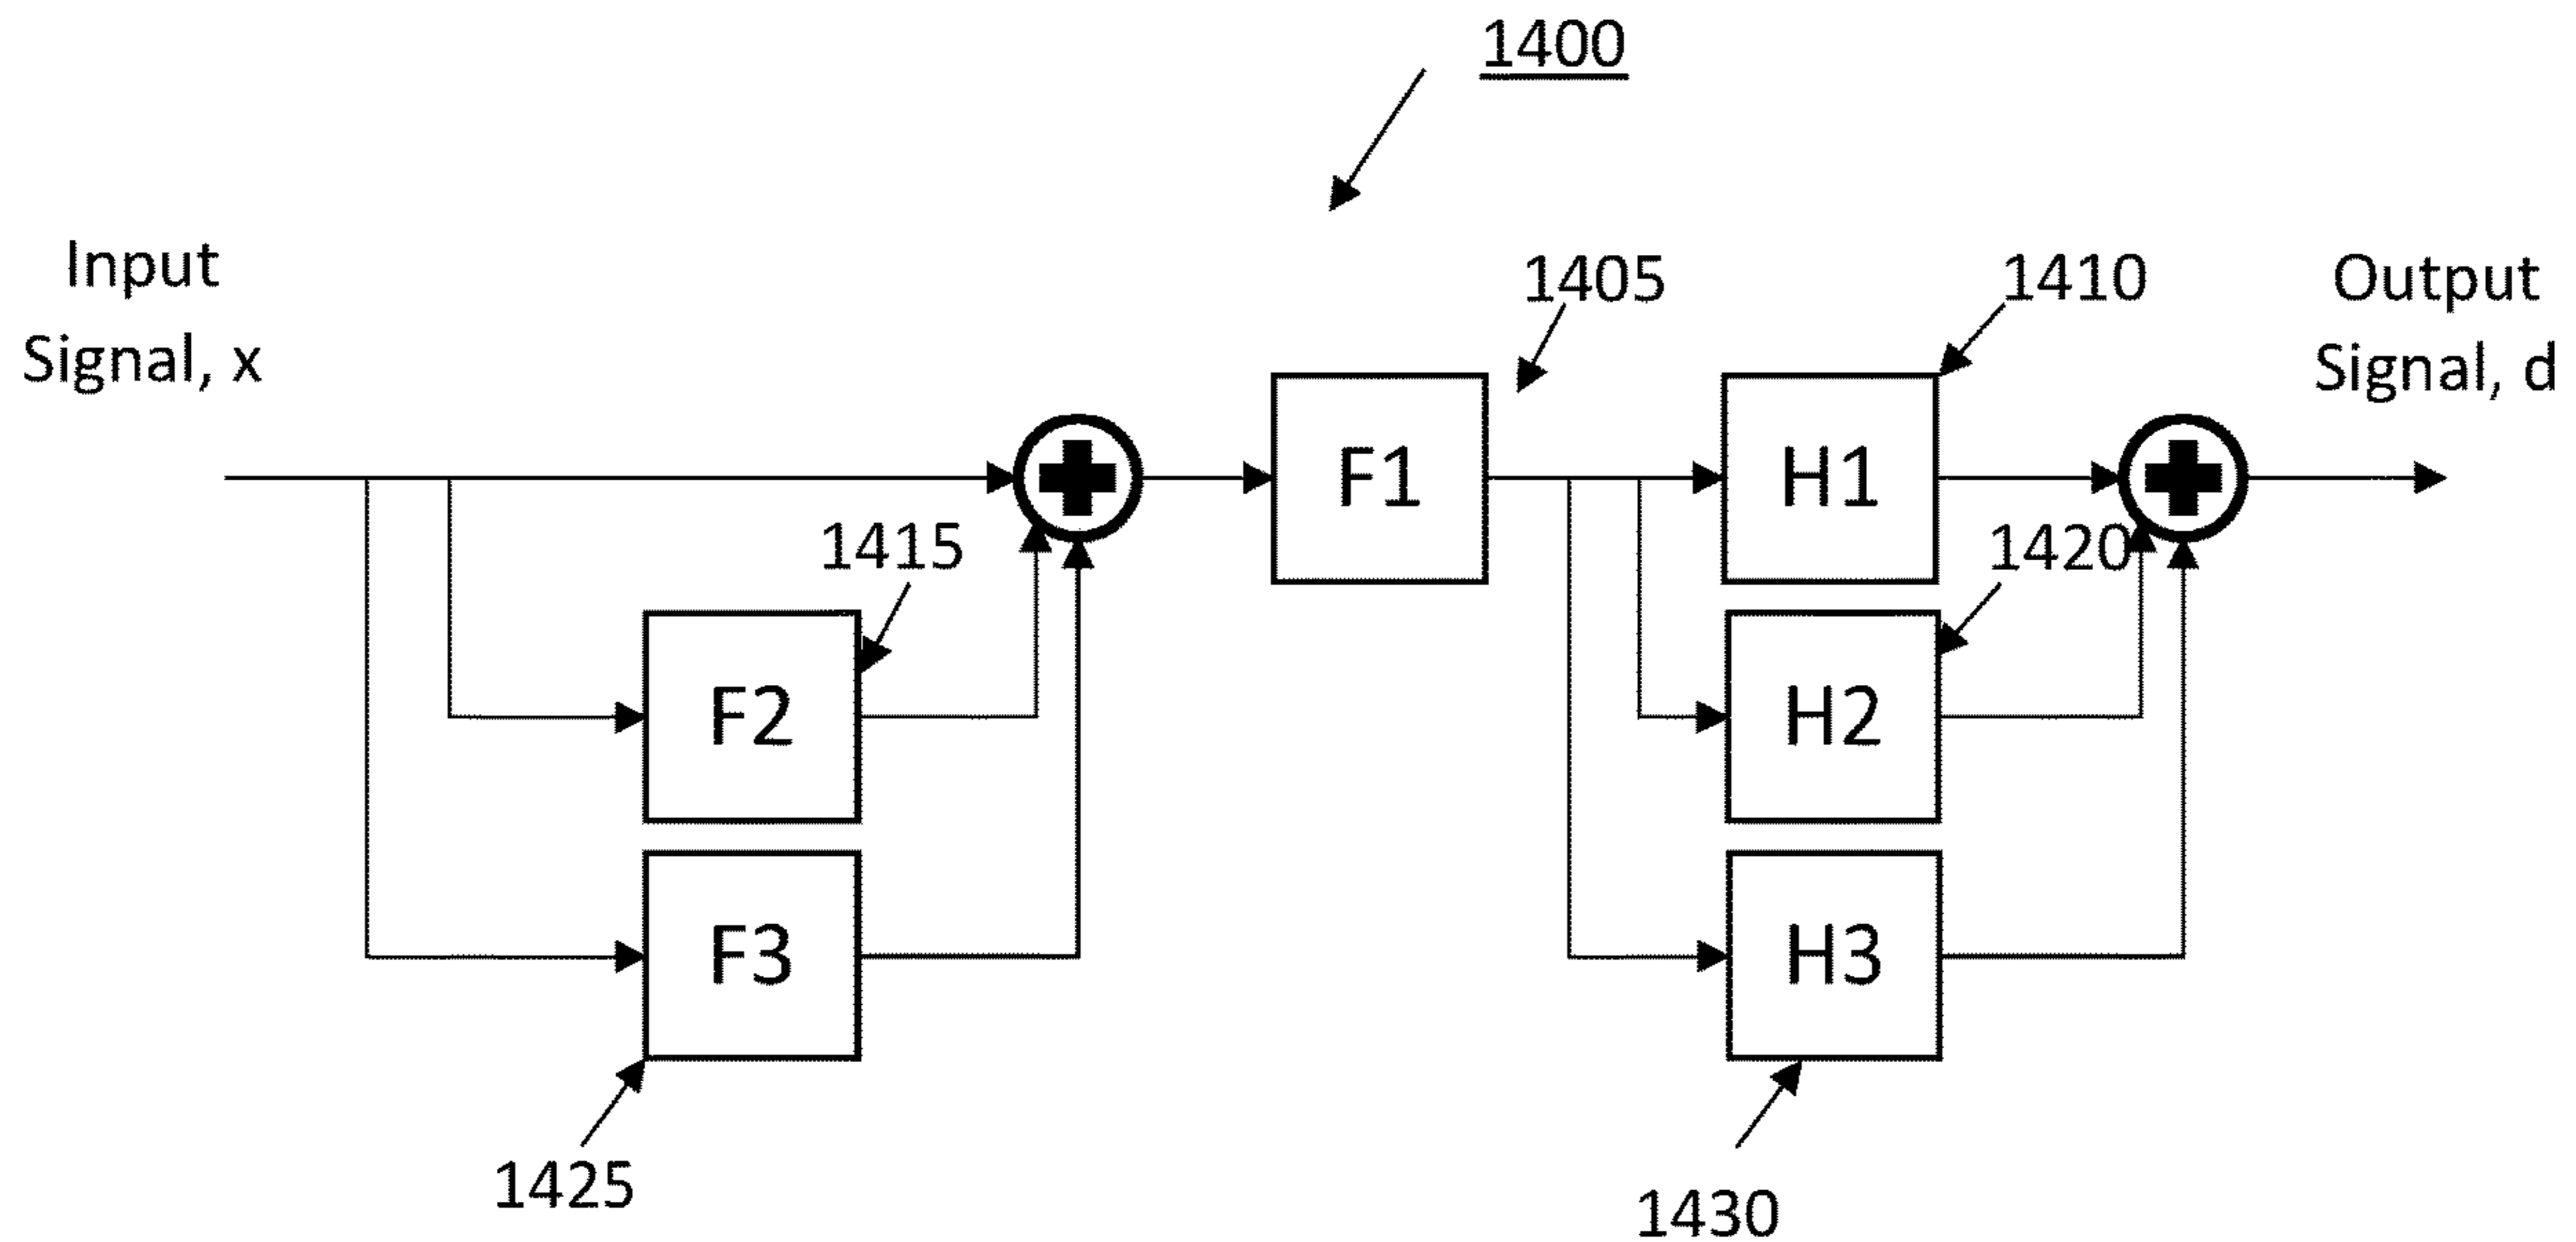 1400
Input
Signal, x
1405
1410
Output
Signal, d
F1
H1
1415
1420
F2
H2
F3
H3
1425
1430